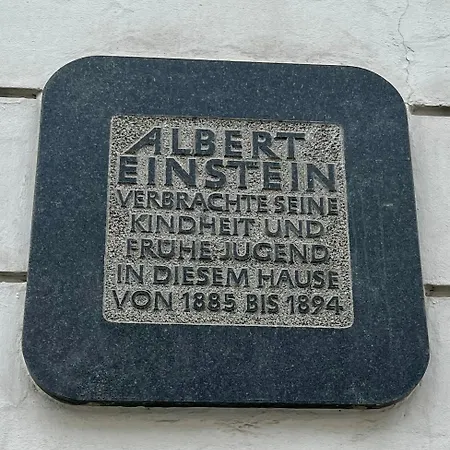 ALBERT
EINSTEIN
VERBRACHTE SEINE
KINDHEIT UND
FRÜHE JUGEND
IN DIESEM HAUSE
VON 1885 BIS 1894